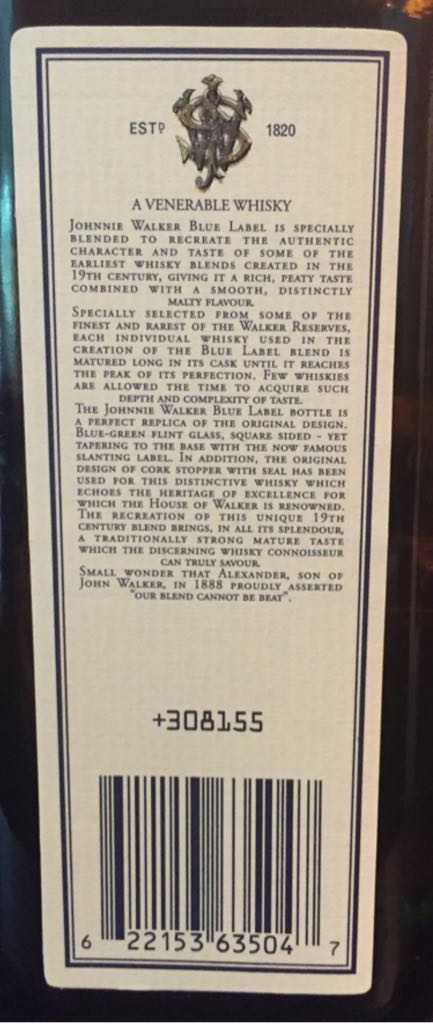 ESTD 1820
A VENERABLE WHISKY
JOHNNIE WALKER BLUE LABEL IS SPECIALLY
BLENDED TO RECREATE THE AUTHENTIC
CHARACTER AND TASTE OF SOME OF THE
EARLIEST WHISKY BLENDS CREATED IN THE
19TH CENTURY, GIVING IT A RICH, PEATY TASTE
COMBINED WITH A SMOOTH, DISTINCTLY
MALTY FLAVOUR.
SPECIALLY SELECTED FROM SOME OF THE
FINEST AND RAREST OF THE WALKER RESERVES,
EACH INDIVIDUAL WHISKY USED IN THE
CREATION OF THE BLUE LABEL BLEND IS
MATURED LONG IN ITS CASK UNTIL IT REACHES
THE PEAK OF ITS PERFECTION. FEW WHISKIES
ARE ALLOWED THE TIME TO ACQUIRE SUCH
DEPTH AND COMPLEXITY OF TASTE.
THE JOHNNIE WALKER BLUE LABEL BOTTLE IS
A PERFECT REPLICA OF THE ORIGINAL DESIGN.
BLUE-GREEN FLINT GLASS, SQUARE SIDED - YET
TAPERING TO THE BASE WITH THE NOW FAMOUS
SLANTING LABEL. IN ADDITION, THE ORIGINAL
DESIGN OF CORK STOPPER WITH SEAL HAS BEEN
USED FOR THIS DISTINCTIVE WHISKY WHICH
ECHOES THE HERITAGE OF EXCELLENCE FOR
WHICH THE HOUSE OF WALKER IS RENOWNED.
THE RECREATION OF THIS UNIQUE 19TH
CENTURY BLEND BRINGS, IN ALL ITS SPLENDOUR,
A TRADITIONALLY STRONG MATURE TASTE
WHICH THE DISCERNING WHISKY CONNOISSEUR
CAN TRULY SAVOUR.
SMALL WONDER THAT ALEXANDER, SON OF
JOHN WALKER, IN 1888 PROUDLY ASSERTED
"OUR BLEND CANNOT BE BEAT".
+308155
6 22153 63504 7